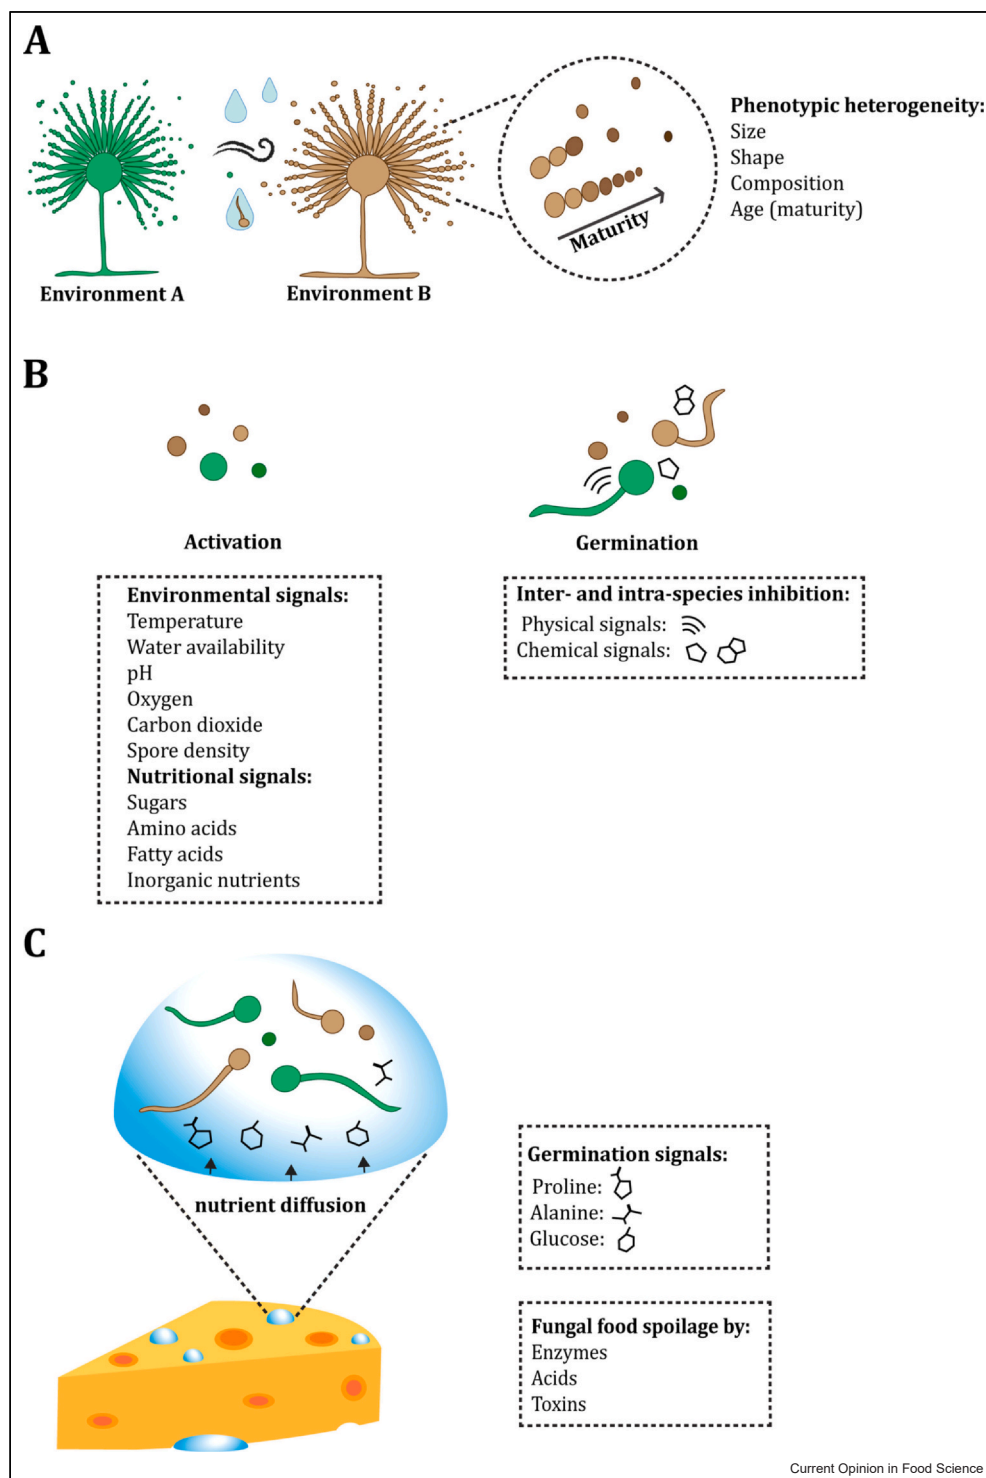 A
Phenotypic heterogeneity:
Size
Shape
Composition
Age (maturity)
Maturity
Environment A
Environment B
B
Activation
Germination
Environmental signals:
Temperature
Water availability
pH
Oxygen
Carbon dioxide
Spore density
Nutritional signals:
Sugars
Amino acids
Fatty acids
Inorganic nutrients
Inter- and intra-species inhibition:
Physical signals:
Chemical signals:
C
nutrient diffusion
Germination signals:
Proline:
Alanine:
Glucose:
Fungal food spoilage by:
Enzymes
Acids
Toxins
Current Opinion in Food Science